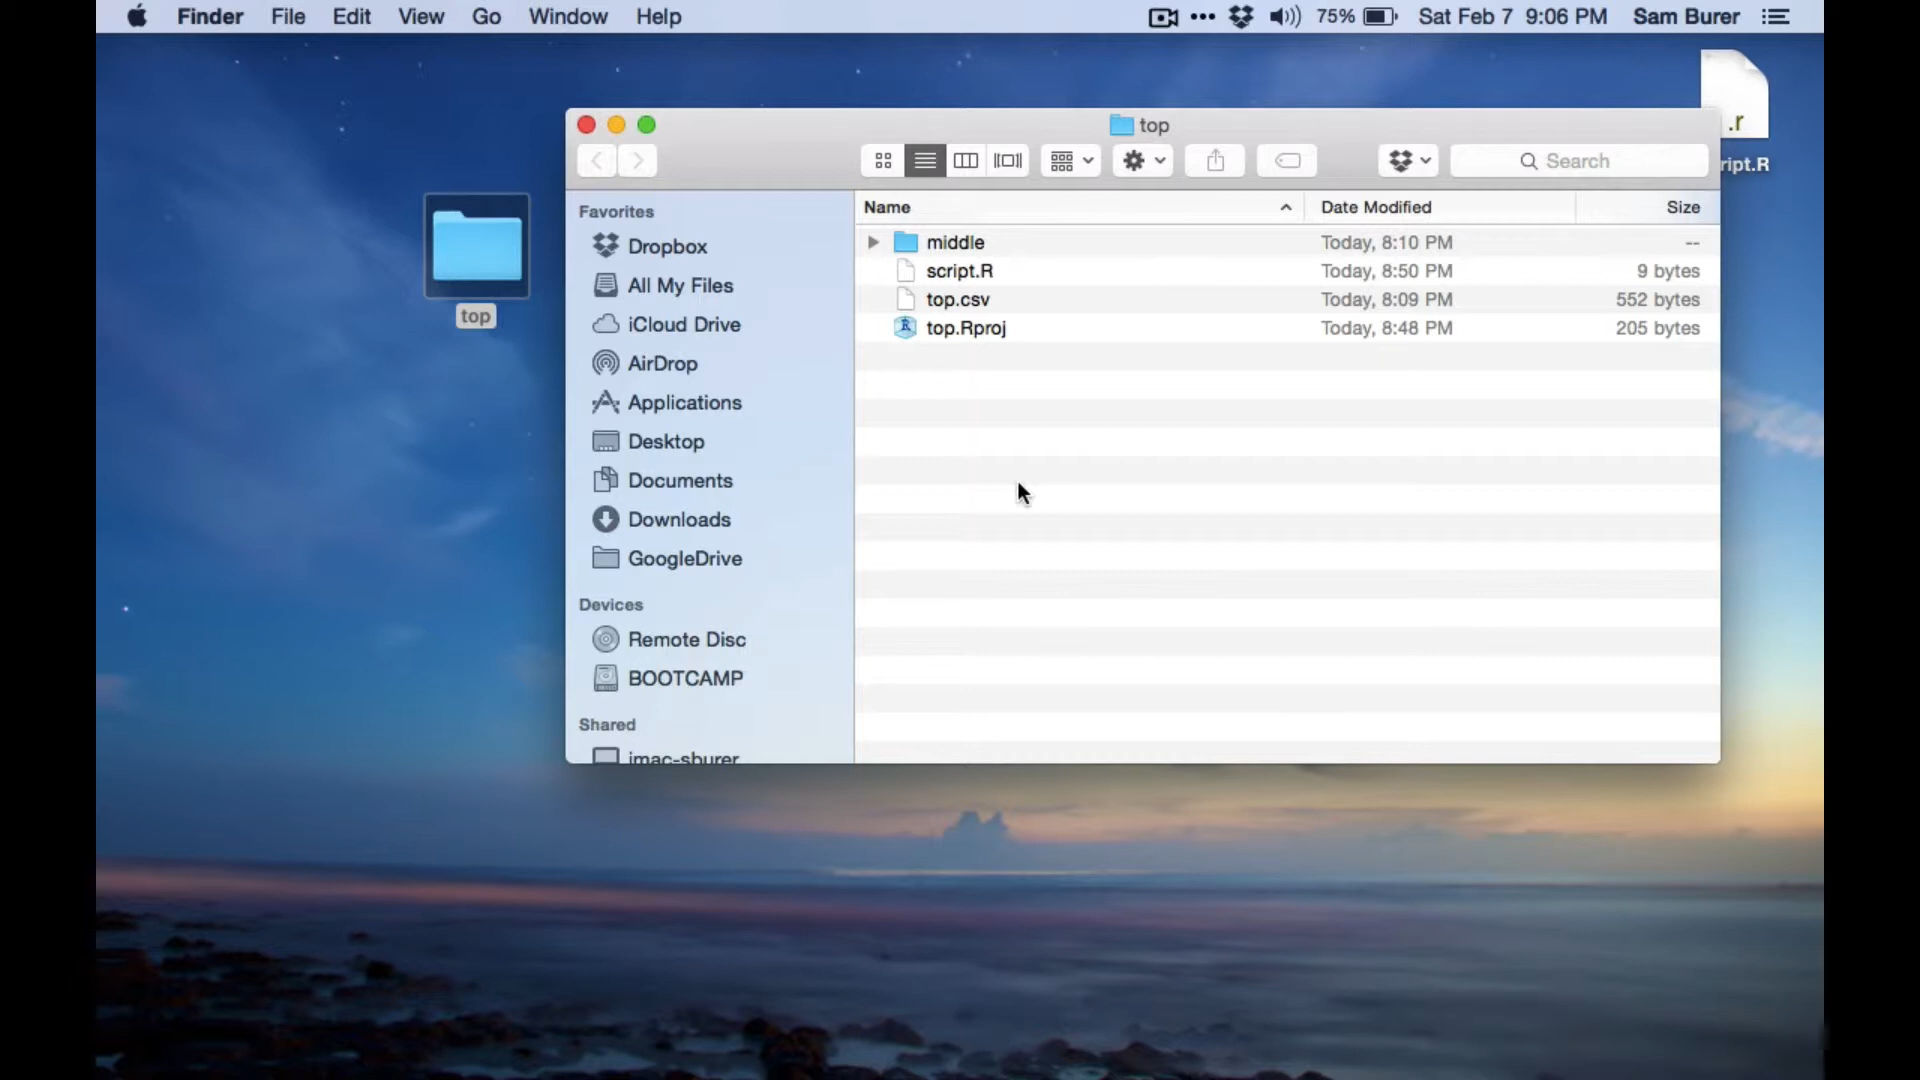 Finder File Edit View Go Window Help 75% Sat Feb 7 9:06 PM Sam Burer
.r
ript.R
top
top
Search
Favorites
Dropbox
All My Files
iCloud Drive
AirDrop
Applications
Desktop
Documents
Downloads
GoogleDrive
Devices
Remote Disc
BOOTCAMP
Shared
imac-sburer
Name Date Modified Size
middle Today, 8:10 PM --
script.R Today, 8:50 PM 9 bytes
top.csv Today, 8:09 PM 552 bytes
top.Rproj Today, 8:48 PM 205 bytes